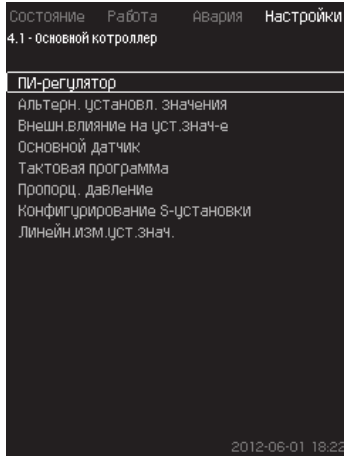 Состояние Работа Авария Настройки
4.1 - Основной контроллер
ПИ-регулятор
Альтерн. установл. значения
Внешн.влияние на уст.знач-е
Основной датчик
Тактовая программа
Пропорц. давление
Конфигурирование S-установки
Линейн.изм.уст.знач.
2012-06-01 18:22